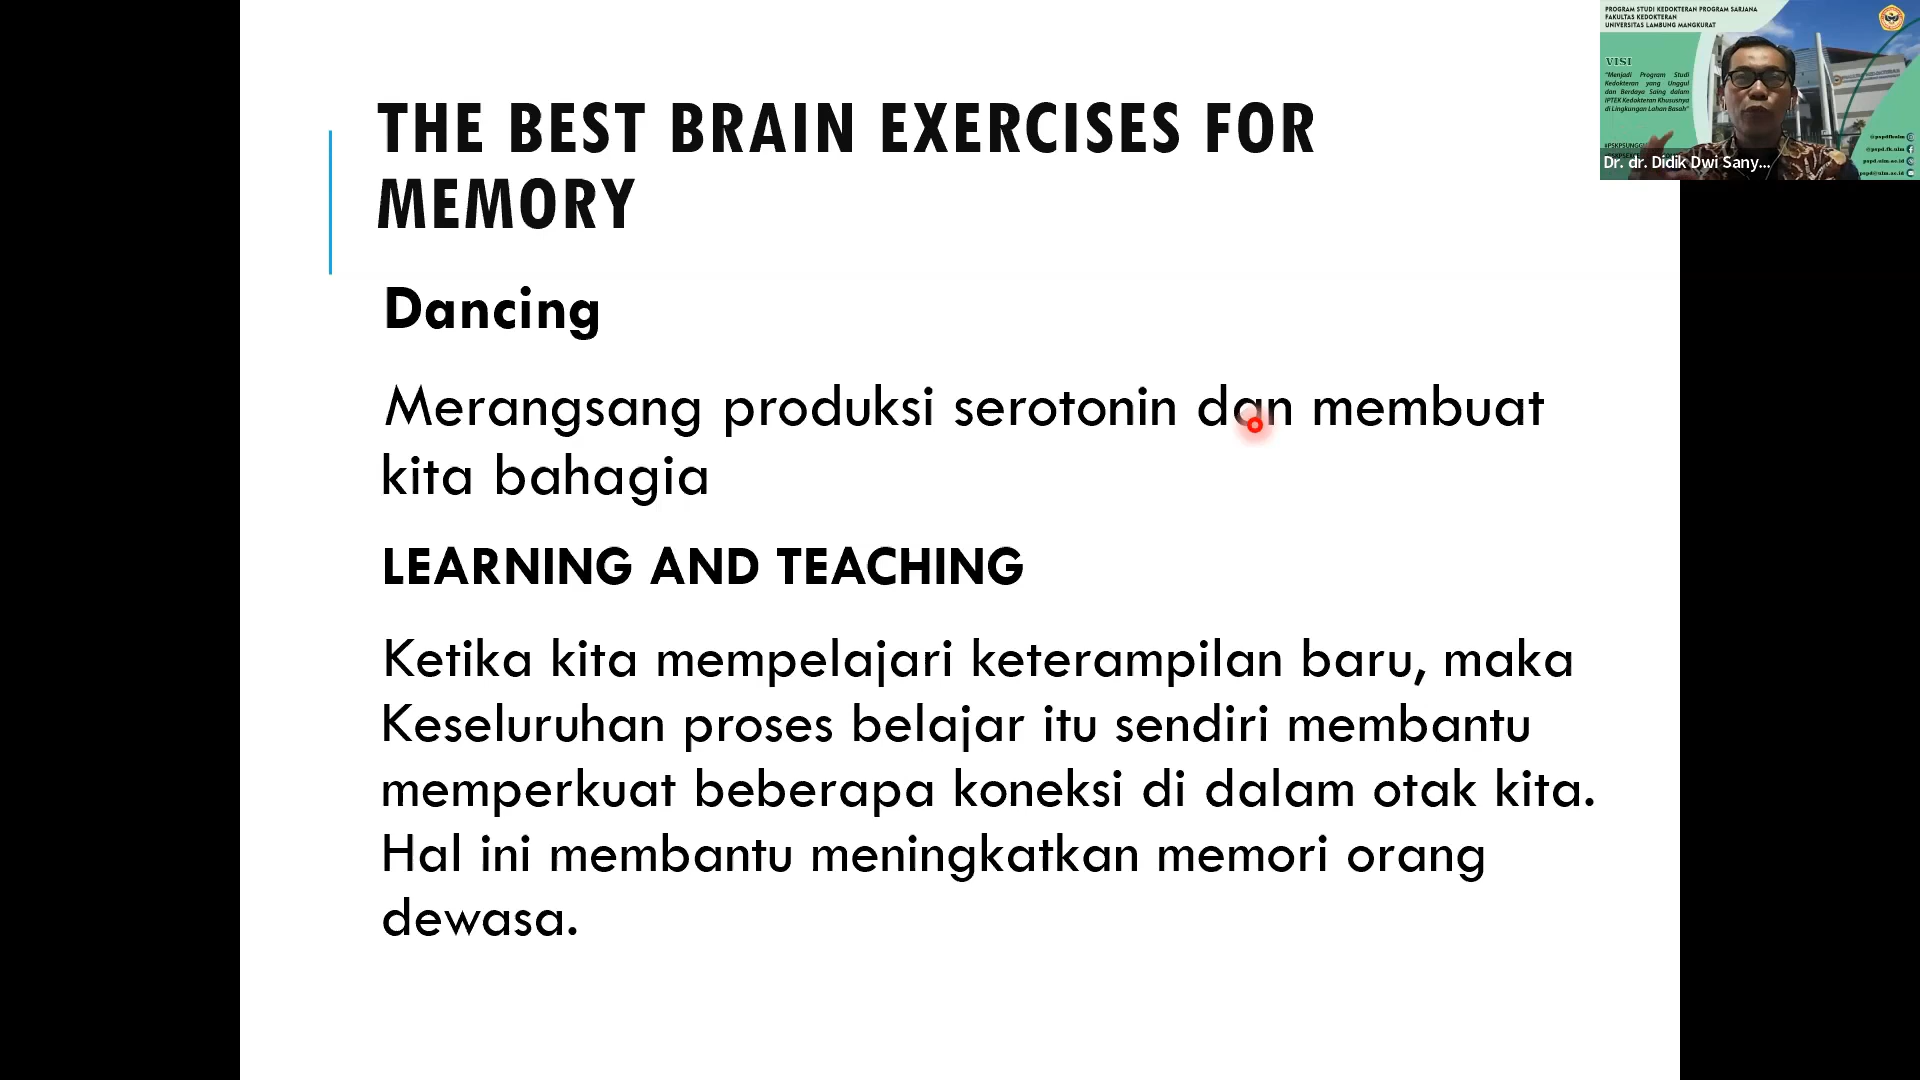 THE BEST BRAIN EXERCISES FOR
MEMORY
Dancing
Merangsang produksi serotonin dan membuat
kita bahagia
LEARNING AND TEACHING
Ketika kita mempelajari keterampilan baru, maka
Keseluruhan proses belajar itu sendiri membantu
memperkuat beberapa koneksi di dalam otak kita.
Hal ini membantu meningkatkan memori orang
dewasa.
PROGRAM STUDI KEDOKTERAN PROGRAM SARJANA
FAKULTAS KEDOKTERAN
UNIVERSITAS LAMBUNG MANGKURAT
VISI
"Menjadi Program Studi
Kedokteran yang Unggul
dan Berdaya Saing dalam
IPTEK Kedokteran Khususnya
di Lingkungan Lahan Basah"
@pspdfkulm
@pspd.fk.ulm
pspd.ulm.ac.id
pspd@ulm.ac.id
Dr. dr. Didik Dwi Sany...